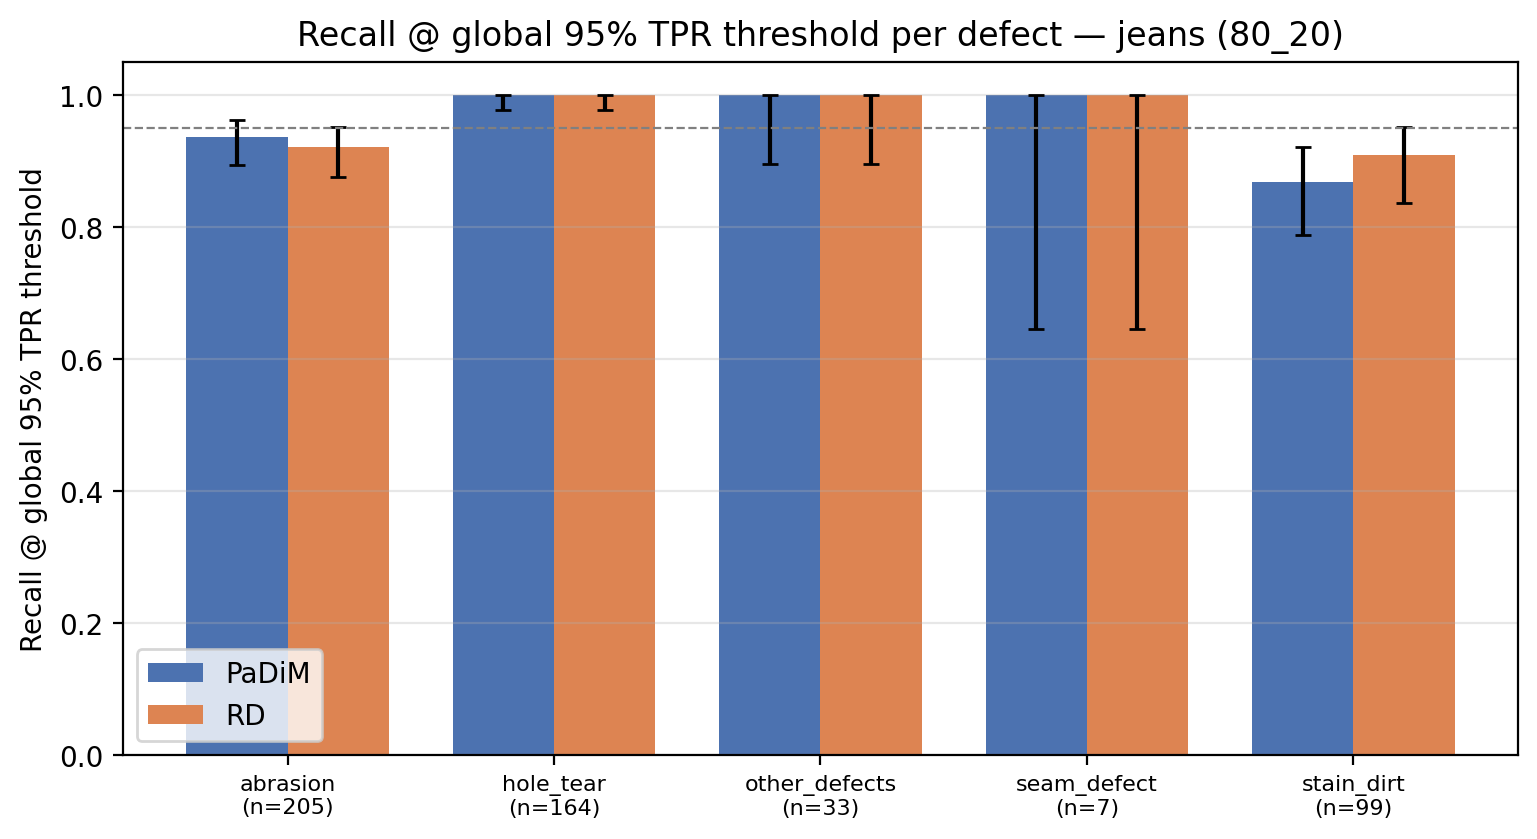 Recall @ global 95% TPR threshold per defect — jeans (80_20)
Recall @ global 95% TPR threshold
1.0
0.8
0.6
0.4
0.2
0.0
PaDiM
RD
abrasion
(n=205)
hole_tear
(n=164)
other_defects
(n=33)
seam_defect
(n=7)
stain_dirt
(n=99)